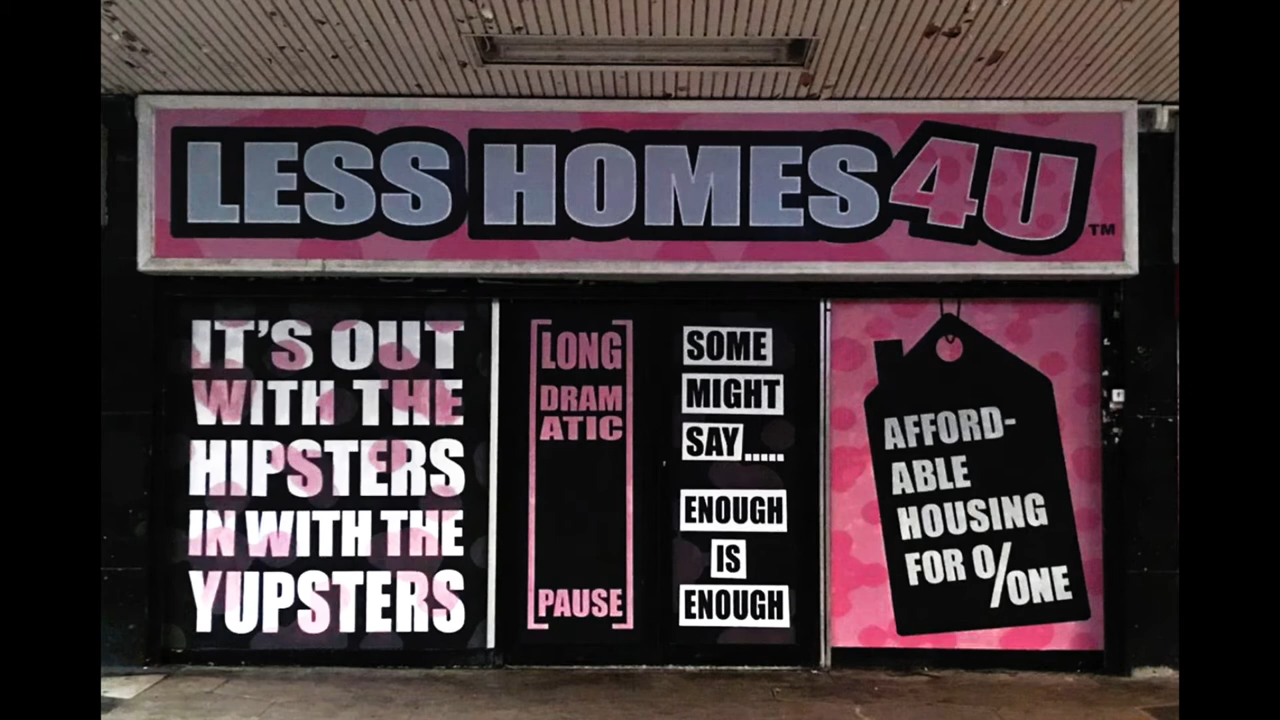 LESS HOMES 4U TM
IT'S OUT
WITH THE
HIPSTERS
IN WITH THE
YUPSTERS
[LONG
DRAM
ATIC
PAUSE]
SOME
MIGHT
SAY.....
ENOUGH
IS
ENOUGH
AFFORD-
ABLE
HOUSING
FOR 0/ONE